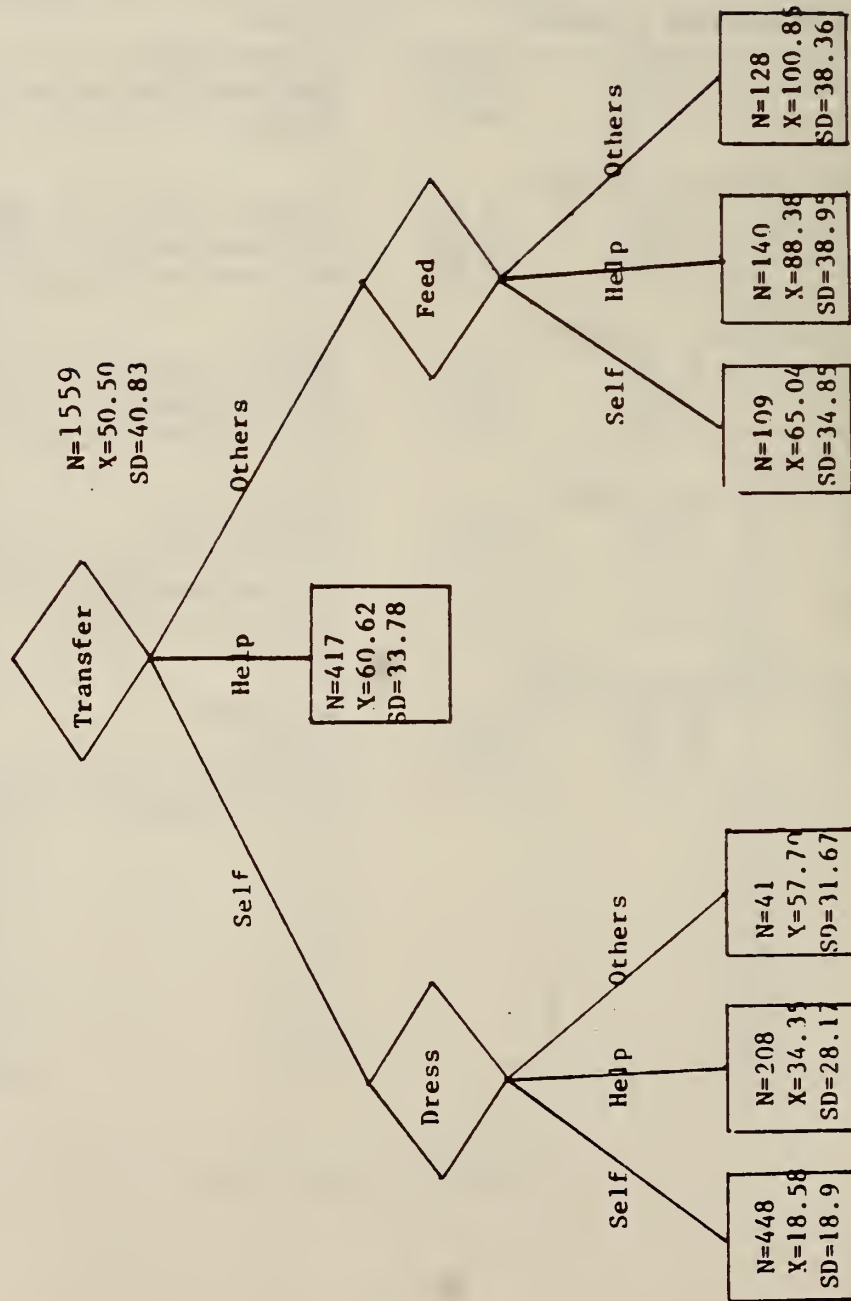 Transfer
N=1559
X=50.50
SD=40.83
Self
Help
Others
N=417
X=60.62
SD=33.78
Dress
Feed
Self
Help
Others
Self
Help
Others
N=448
X=18.58
SD=18.9
N=208
X=34.35
SD=28.17
N=41
X=57.70
SD=31.67
N=109
X=65.04
SD=34.85
N=140
X=88.38
SD=38.95
N=128
X=100.85
SD=38.36